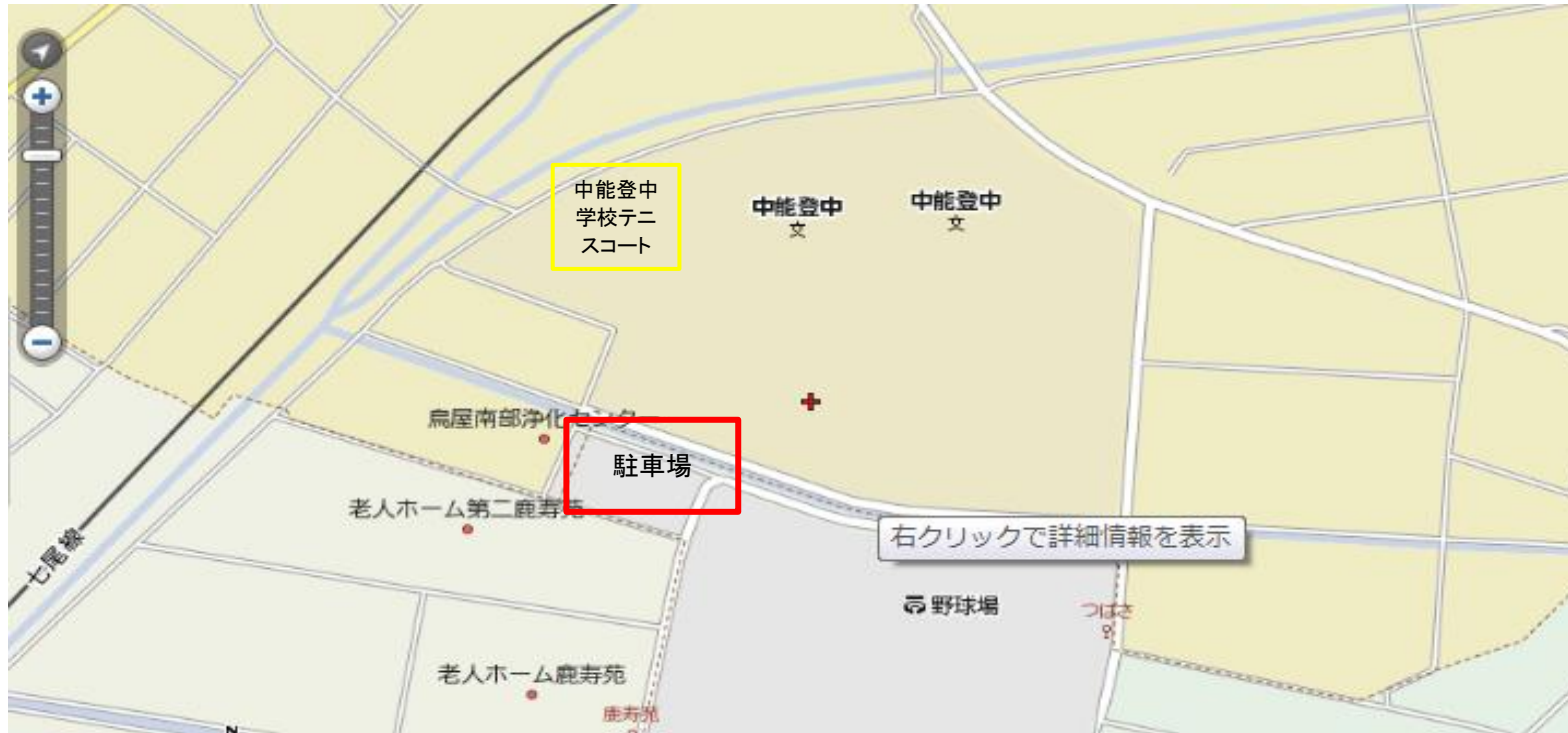 中能登中
学校テニ
スコート
中能登中
文
中能登中
文
鳥屋南部浄化センター
駐車場
老人ホーム第二鹿寿苑
右クリックで詳細情報を表示
七尾線
野球場
つばさ
老人ホーム鹿寿苑
鹿寿苑